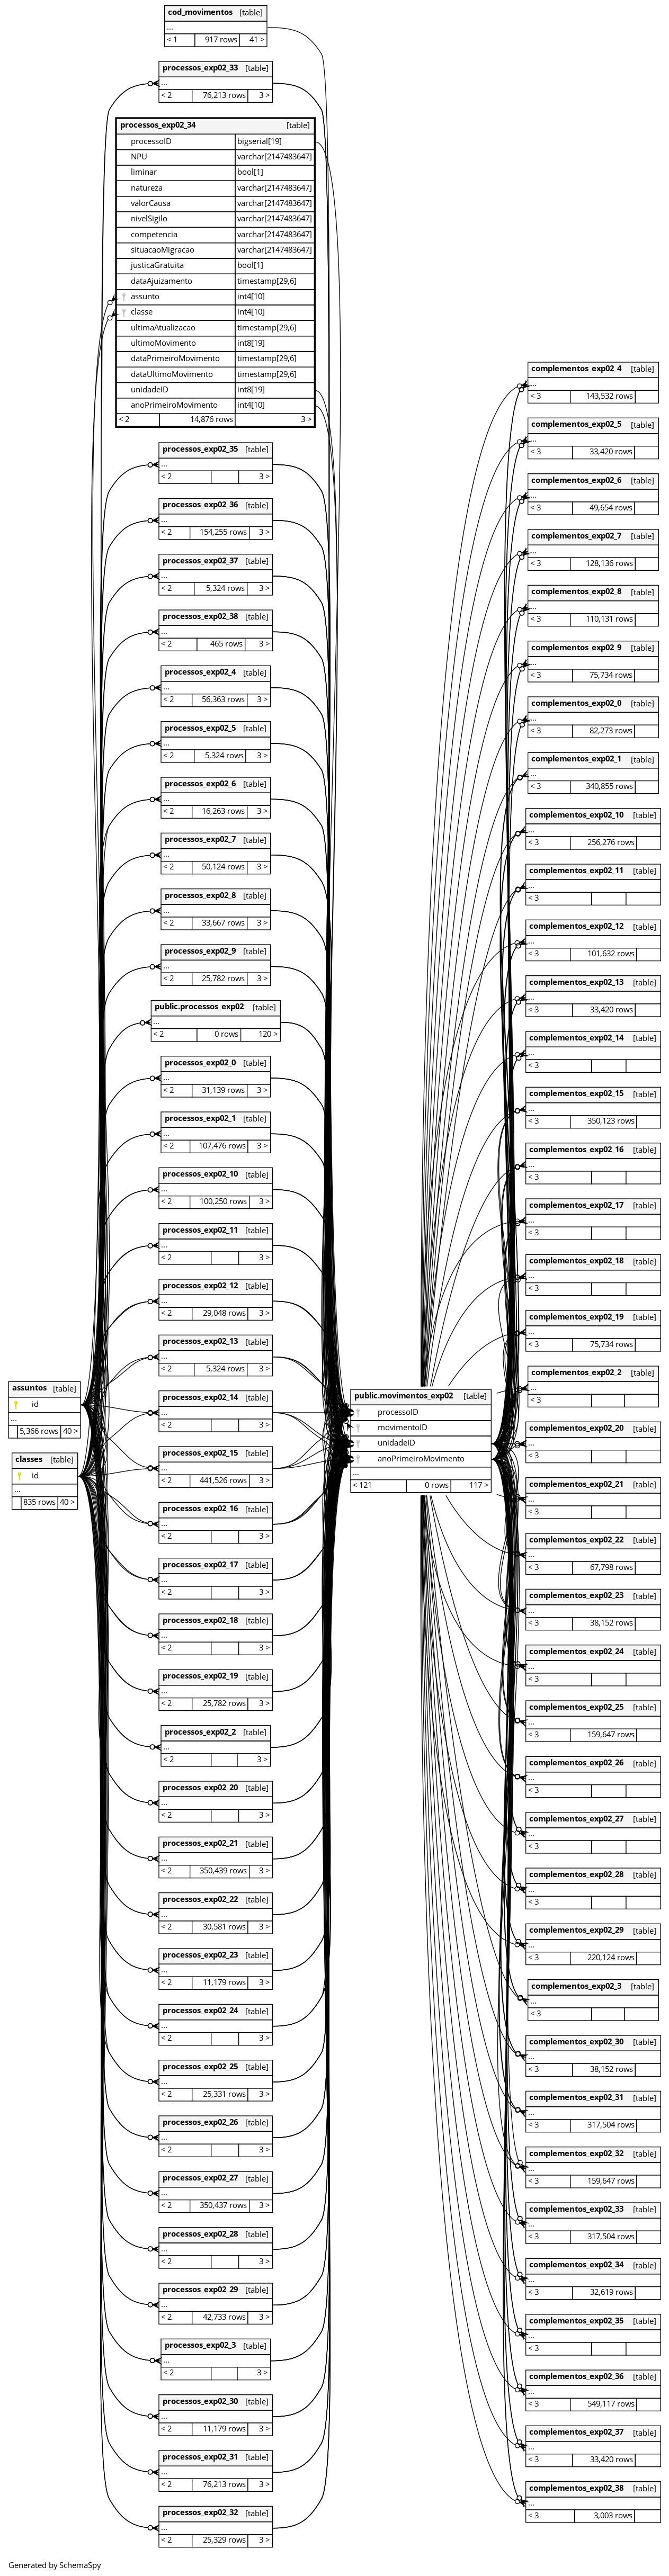 cod_movimentos [table]
...
< 1 917 rows 41 >
processos_exp02_33 [table]
...
< 2 76,213 rows 3 >
processos_exp02_34 [table]
processoID bigserial[19]
NPU varchar[2147483647]
liminar bool[1]
natureza varchar[2147483647]
valorCausa varchar[2147483647]
nivelSigilo varchar[2147483647]
competencia varchar[2147483647]
situacaoMigracao varchar[2147483647]
justicaGratuita bool[1]
dataAjuizamento timestamp[29,6]
assunto int4[10]
classe int4[10]
ultimaAtualizacao timestamp[29,6]
ultimoMovimento int8[19]
dataPrimeiroMovimento timestamp[29,6]
dataUltimoMovimento timestamp[29,6]
unidadeID int8[19]
anoPrimeiroMovimento int4[10]
< 2 14,876 rows 3 >
processos_exp02_35 [table]
...
< 2 3 >
processos_exp02_36 [table]
...
< 2 154,255 rows 3 >
processos_exp02_37 [table]
...
< 2 5,324 rows 3 >
processos_exp02_38 [table]
...
< 2 465 rows 3 >
processos_exp02_4 [table]
...
< 2 56,363 rows 3 >
processos_exp02_5 [table]
...
< 2 5,324 rows 3 >
processos_exp02_6 [table]
...
< 2 16,263 rows 3 >
processos_exp02_7 [table]
...
< 2 50,124 rows 3 >
processos_exp02_8 [table]
...
< 2 33,667 rows 3 >
processos_exp02_9 [table]
...
< 2 25,782 rows 3 >
public.processos_exp02 [table]
...
< 2 0 rows 120 >
processos_exp02_0 [table]
...
< 2 31,139 rows 3 >
processos_exp02_1 [table]
...
< 2 107,476 rows 3 >
processos_exp02_10 [table]
...
< 2 100,250 rows 3 >
processos_exp02_11 [table]
...
< 2 3 >
processos_exp02_12 [table]
...
< 2 29,048 rows 3 >
processos_exp02_13 [table]
...
< 2 5,324 rows 3 >
processos_exp02_14 [table]
...
< 2 3 >
processos_exp02_15 [table]
...
< 2 441,526 rows 3 >
processos_exp02_16 [table]
...
< 2 3 >
processos_exp02_17 [table]
...
< 2 3 >
processos_exp02_18 [table]
...
< 2 3 >
processos_exp02_19 [table]
...
< 2 25,782 rows 3 >
processos_exp02_2 [table]
...
< 2 3 >
processos_exp02_20 [table]
...
< 2 3 >
processos_exp02_21 [table]
...
< 2 350,439 rows 3 >
processos_exp02_22 [table]
...
< 2 30,581 rows 3 >
processos_exp02_23 [table]
...
< 2 11,179 rows 3 >
processos_exp02_24 [table]
...
< 2 3 >
processos_exp02_25 [table]
...
< 2 25,331 rows 3 >
processos_exp02_26 [table]
...
< 2 3 >
processos_exp02_27 [table]
...
< 2 350,437 rows 3 >
processos_exp02_28 [table]
...
< 2 3 >
processos_exp02_29 [table]
...
< 2 42,733 rows 3 >
processos_exp02_3 [table]
...
< 2 3 >
processos_exp02_30 [table]
...
< 2 11,179 rows 3 >
processos_exp02_31 [table]
...
< 2 76,213 rows 3 >
processos_exp02_32 [table]
...
< 2 25,329 rows 3 >
assuntos [table]
id
...
5,366 rows 40 >
classes [table]
id
...
835 rows 40 >
public.movimentos_exp02 [table]
processoID
movimentoID
unidadeID
anoPrimeiroMovimento
...
< 121 0 rows 117 >
complementos_exp02_4 [table]
...
< 3 143,532 rows
complementos_exp02_5 [table]
...
< 3 33,420 rows
complementos_exp02_6 [table]
...
< 3 49,654 rows
complementos_exp02_7 [table]
...
< 3 128,136 rows
complementos_exp02_8 [table]
...
< 3 110,131 rows
complementos_exp02_9 [table]
...
< 3 75,734 rows
complementos_exp02_0 [table]
...
< 3 82,273 rows
complementos_exp02_1 [table]
...
< 3 340,855 rows
complementos_exp02_10 [table]
...
< 3 256,276 rows
complementos_exp02_11 [table]
...
< 3
complementos_exp02_12 [table]
...
< 3 101,632 rows
complementos_exp02_13 [table]
...
< 3 33,420 rows
complementos_exp02_14 [table]
...
< 3
complementos_exp02_15 [table]
...
< 3 350,123 rows
complementos_exp02_16 [table]
...
< 3
complementos_exp02_17 [table]
...
< 3
complementos_exp02_18 [table]
...
< 3
complementos_exp02_19 [table]
...
< 3 75,734 rows
complementos_exp02_2 [table]
...
< 3
complementos_exp02_20 [table]
...
< 3
complementos_exp02_21 [table]
...
< 3
complementos_exp02_22 [table]
...
< 3 67,798 rows
complementos_exp02_23 [table]
...
< 3 38,152 rows
complementos_exp02_24 [table]
...
< 3
complementos_exp02_25 [table]
...
< 3 159,647 rows
complementos_exp02_26 [table]
...
< 3
complementos_exp02_27 [table]
...
< 3
complementos_exp02_28 [table]
...
< 3
complementos_exp02_29 [table]
...
< 3 220,124 rows
complementos_exp02_3 [table]
...
< 3
complementos_exp02_30 [table]
...
< 3 38,152 rows
complementos_exp02_31 [table]
...
< 3 317,504 rows
complementos_exp02_32 [table]
...
< 3 159,647 rows
complementos_exp02_33 [table]
...
< 3 317,504 rows
complementos_exp02_34 [table]
...
< 3 32,619 rows
complementos_exp02_35 [table]
...
< 3
complementos_exp02_36 [table]
...
< 3 549,117 rows
complementos_exp02_37 [table]
...
< 3 33,420 rows
complementos_exp02_38 [table]
...
< 3 3,003 rows
Generated by SchemaSpy